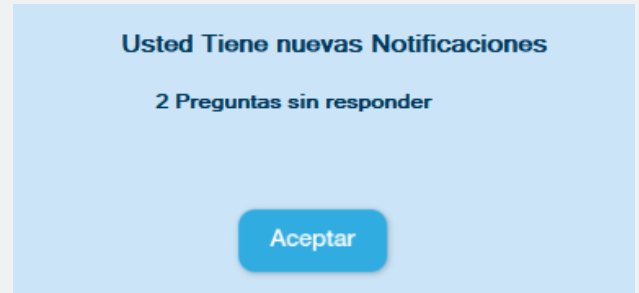 Usted Tiene nuevas Notificaciones
2 Preguntas sin responder
Aceptar